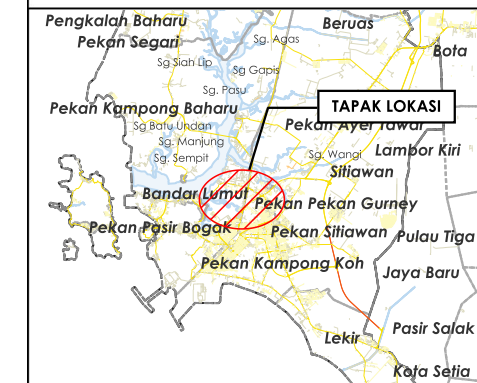 Pengkalah Baharu
Beruas
Pekan Segari
Sg. Agas
Bota
Sg Siah Lip
Sg Gapis
Sg. Pasu
Pekan Kampong Baharu
TAPAK LOKASI
Sg Batu Undan
Pekan Ayer Tawar
Sg. Manjung
Lambor Kiri
Sg. Sempit
Sg. Wangi
Sitiawan
Bandar Lumut
Pekan Pekan Gurney
Pekan Pasir Bogak
Pekan Sitiawan
Pulau Tiga
Pekan Kampong Koh
Jaya Baru
Pasir Salak
Lekir
Kota Setia